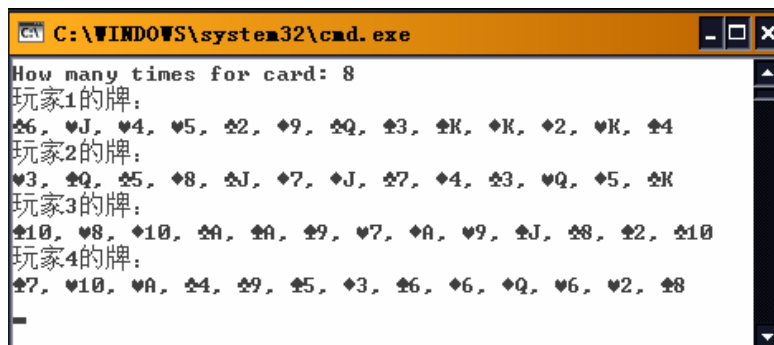 C:\WINDOWS\system32\cmd.exe
How many times for card: 8
玩家1的牌:
♣6, ♥J, ♥4, ♥5, ♣2, ♦9, ♣Q, ♠3, ♠K, ♦K, ♦2, ♥K, ♠4
玩家2的牌:
♥3, ♠Q, ♣5, ♦8, ♣J, ♦7, ♦J, ♣7, ♦4, ♣3, ♥Q, ♦5, ♣K
玩家3的牌:
♠10, ♥8, ♦10, ♣A, ♠A, ♠9, ♥7, ♦A, ♥9, ♠J, ♣8, ♠2, ♣10
玩家4的牌:
♠7, ♥10, ♥A, ♣4, ♣9, ♠5, ♦3, ♠6, ♦6, ♦Q, ♥6, ♥2, ♠8